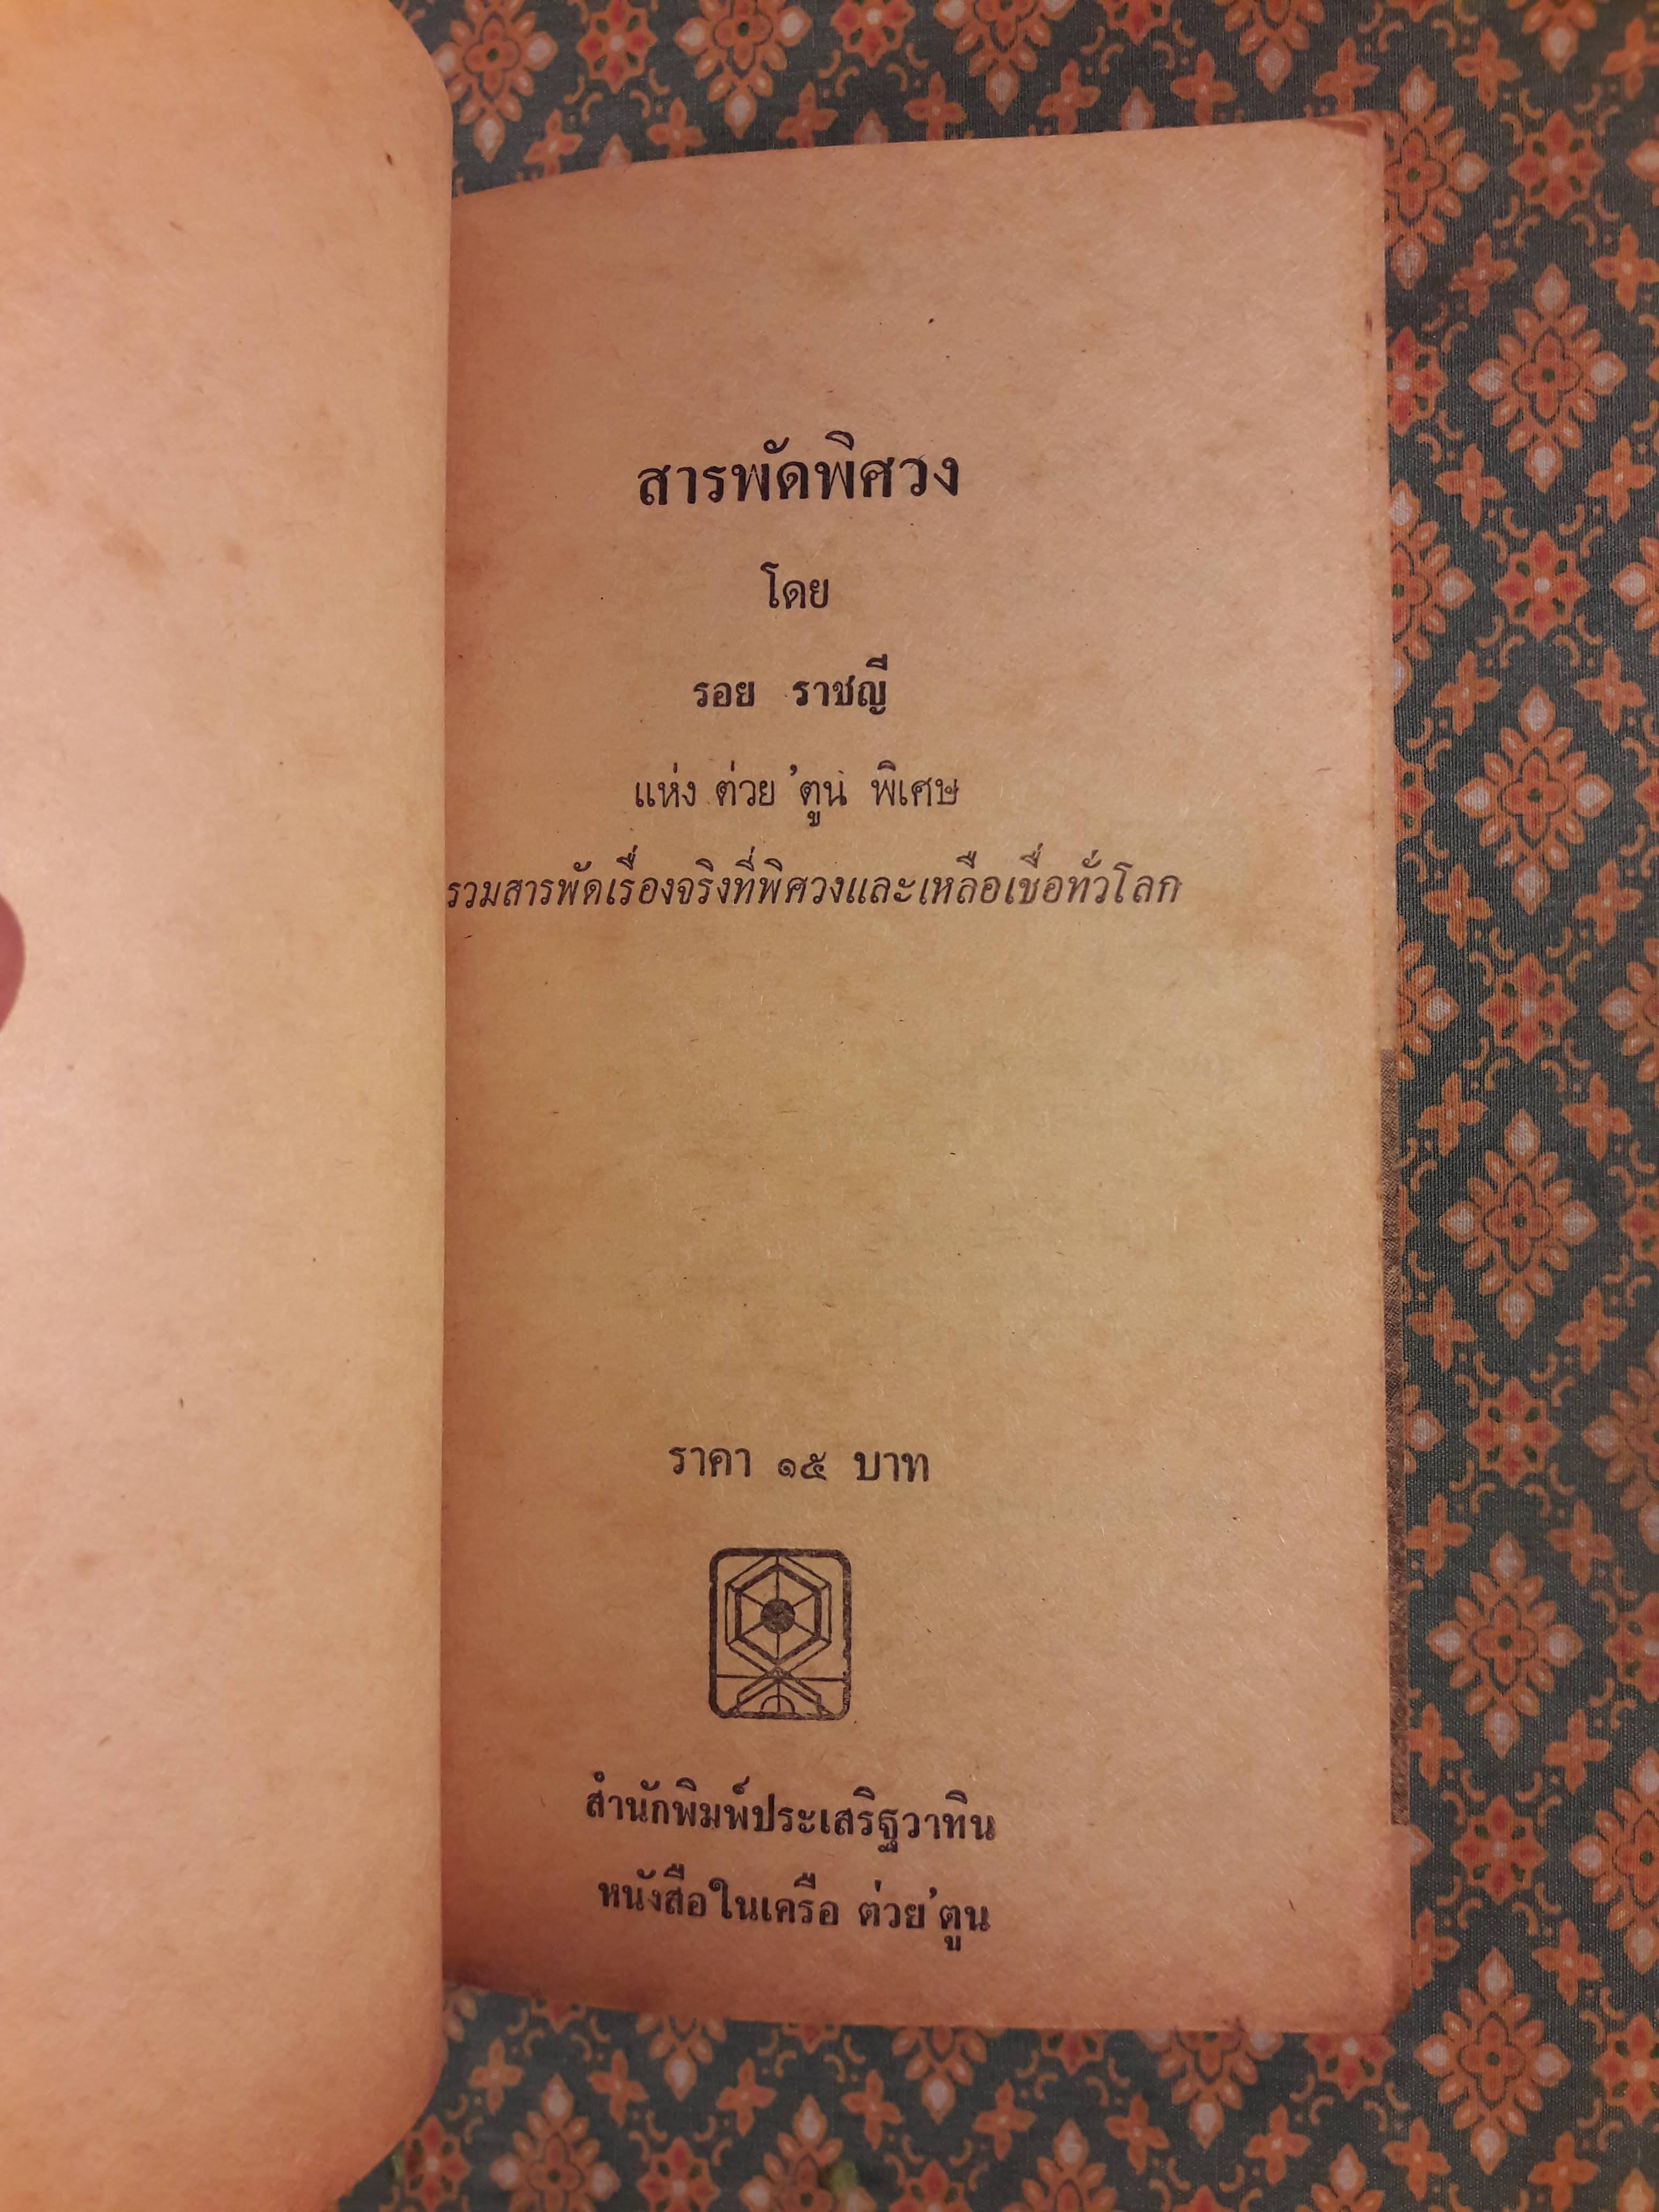 สารพัดพิศวง
โดย
รอย ราชญี
แห่ง ต่วย 'ตูน พิเศษ
รวมสารพัดเรื่องจริงที่พิศวงและเหลือเชื่อทั่วโลก
ราคา ๑๕ บาท
สำนักพิมพ์ประเสริฐวาทิน
หนังสือในเครือ ต่วย'ตูน